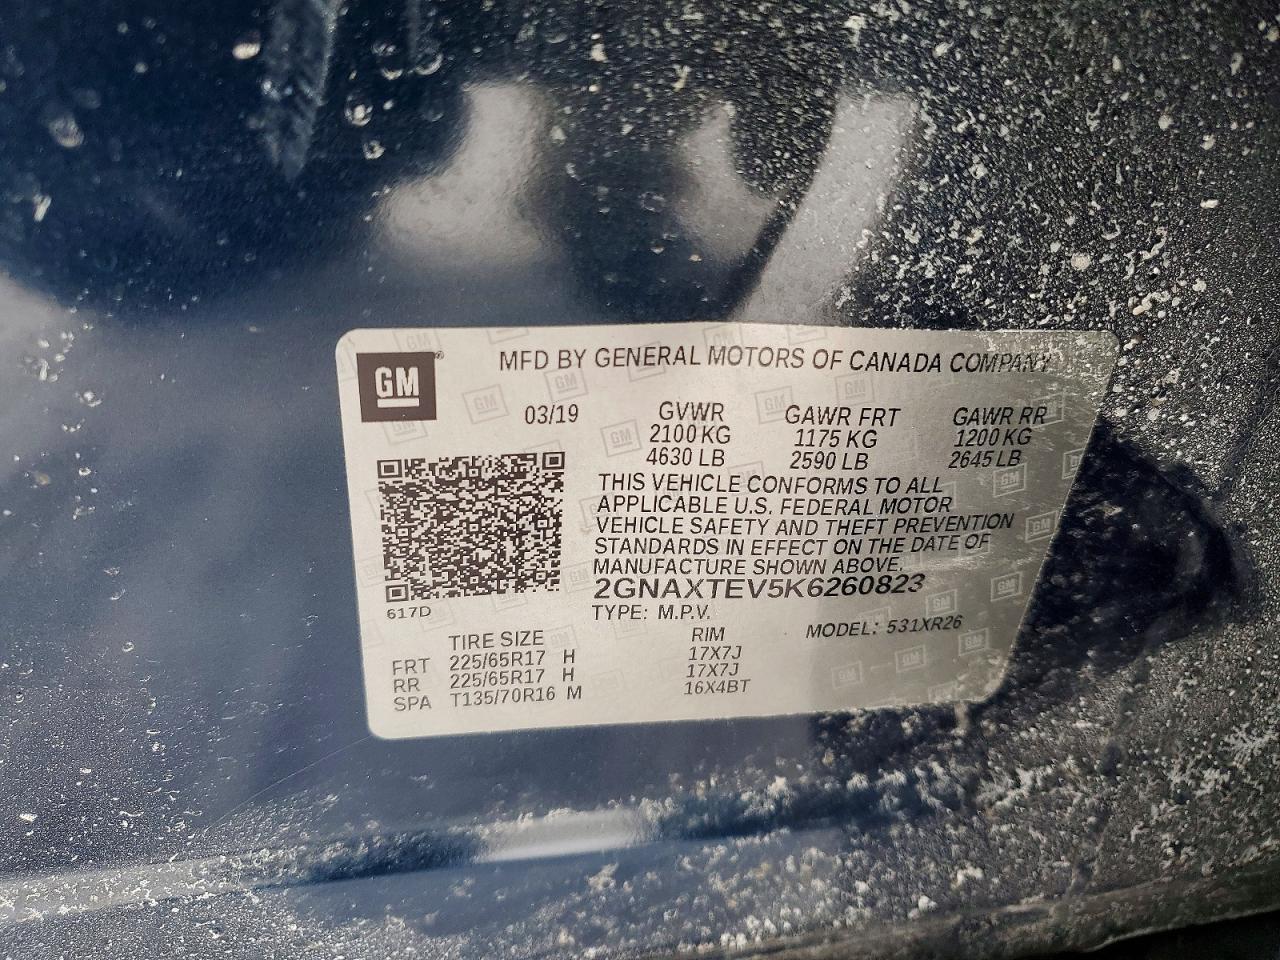 GM
MFD BY GENERAL MOTORS OF CANADA COMPANY
03/19 GVWR GAWR FRT GAWR RR
2100 KG 1175 KG 1200 KG
4630 LB 2590 LB 2645 LB
THIS VEHICLE CONFORMS TO ALL
APPLICABLE U.S. FEDERAL MOTOR
VEHICLE SAFETY AND THEFT PREVENTION
STANDARDS IN EFFECT ON THE DATE OF
MANUFACTURE SHOWN ABOVE.
2GNAXTEV5K6260823
617D
TYPE: M.P.V.
TIRE SIZE RIM MODEL: 531XR26
FRT 225/65R17 H 17X7J
RR 225/65R17 H 17X7J
SPA T135/70R16 M 16X4BT